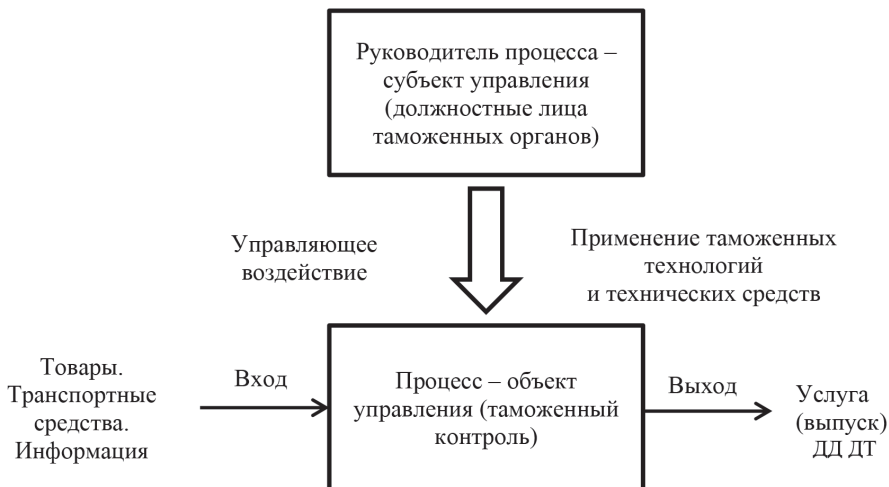 Руководитель процесса –
субъект управления
(должностные лица
таможенных органов)
Управляющее
воздействие
Применение таможенных
технологий
и технических средств
Товары.
Транспортные
средства.
Информация
Вход
Процесс – объект
управления (таможенный
контроль)
Выход
Услуга
(выпуск)
ДД ДТ